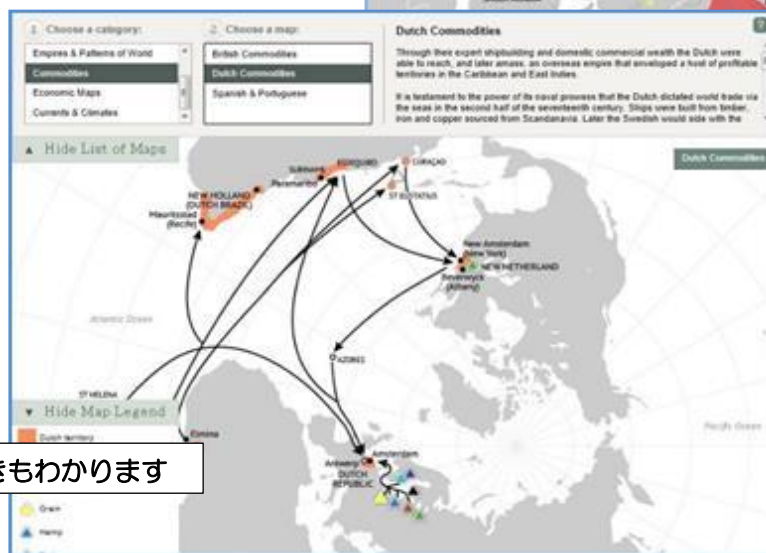 1 Choose a category:
Empires & Patterns of World
Commodities
Economic Maps
Currents & Climates
2 Choose a map:
British Commodities
Dutch Commodities
Spanish & Portuguese
Dutch Commodities
?
Through their expert shipbuilding and domestic commercial wealth the Dutch were
able to reach, and later amass, an overseas empire that enveloped a host of profitable
territories in the Caribbean and East Indies.
It is testament to the power of its naval prowess that the Dutch dictated world trade via
the seas in the second half of the seventeenth century. Ships were built from timber,
iron and copper sourced from Scandanavia. Later the Swedish would side with the
▲ Hide List of Maps
Dutch Commodities
ESSEQUIBO
CURAÇAO
SURINAME
Paramaribo
ST EUSTATIUS
NEW HOLLAND
(DUTCH BRAZIL)
Mauritsstad
(Recife)
New Amsterdam
(New York)
NEW NETHERLAND
Beverwyck
(Albany)
Atlantic Ocean
AZORES
ST HELENA
Pacific Ocean
▼ Hide Map Legend
Dutch territory
Elmina
Antwerp
Amsterdam
DUTCH
REPUBLIC
きもわかります
Grain
Hemp